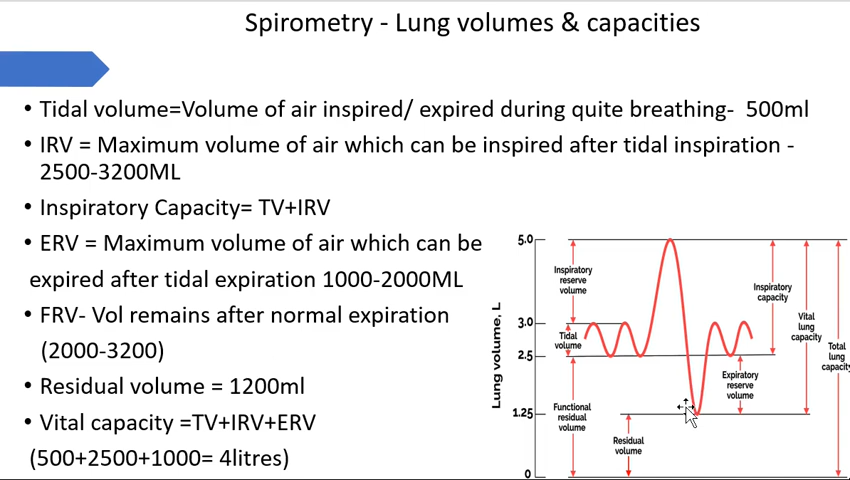 Spirometry - Lung volumes & capacities
• Tidal volume=Volume of air inspired/ expired during quite breathing- 500ml
• IRV = Maximum volume of air which can be inspired after tidal inspiration -
2500-3200ML
• Inspiratory Capacity= TV+IRV
• ERV = Maximum volume of air which can be
expired after tidal expiration 1000-2000ML
• FRV- Vol remains after normal expiration
(2000-3200)
• Residual volume = 1200ml
• Vital capacity =TV+IRV+ERV
(500+2500+1000= 4litres)
Lung volume, L
5.0
3.0
2.5
1.25
0
Inspiratory
reserve
volume
Tidal
volume
Functional
residual
volume
Residual
volume
Expiratory
reserve
volume
Inspiratory
capacity
Vital
lung
capacity
Total
lung
capacity